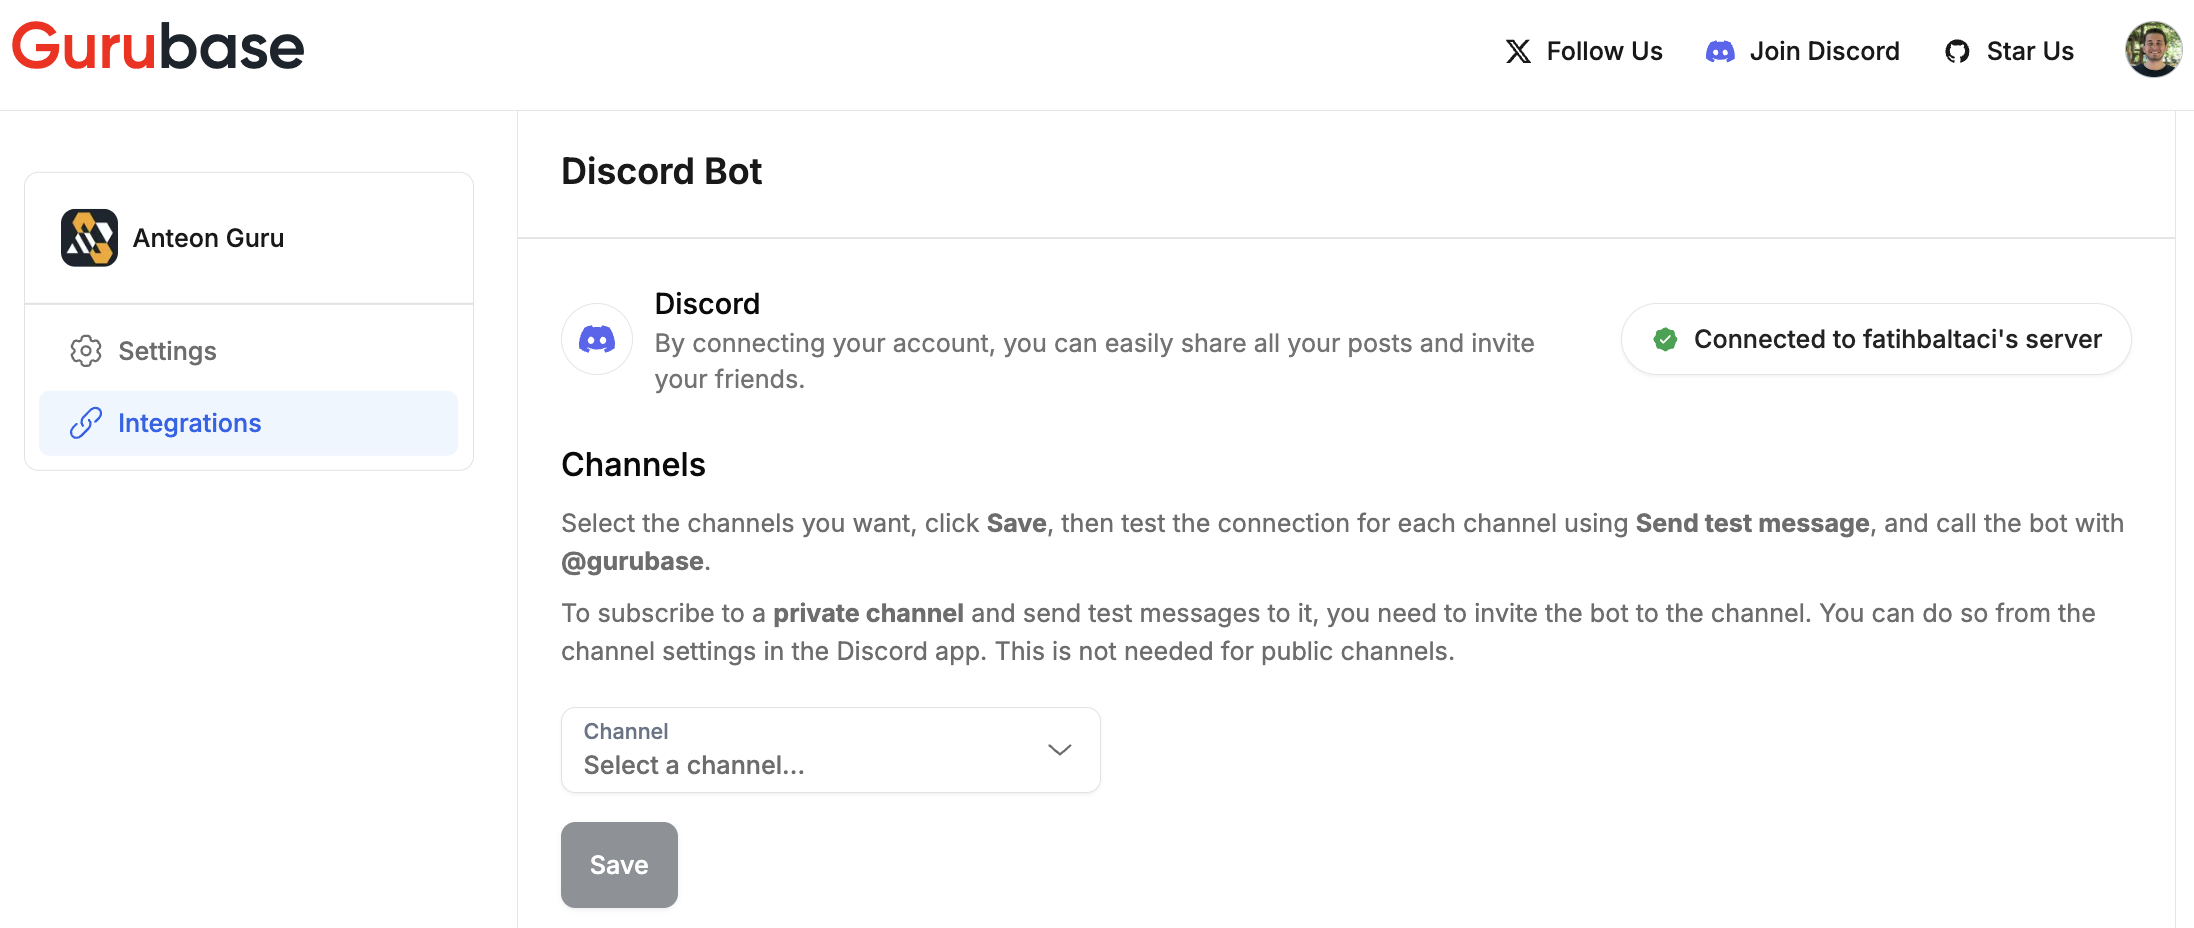 Gurubase
Follow Us
Join Discord
Star Us
Anteon Guru
Settings
Integrations
Discord Bot
Discord
By connecting your account, you can easily share all your posts and invite
your friends.
Connected to fatihbaltaci's server
Channels
Select the channels you want, click Save, then test the connection for each channel using Send test message, and call the bot with
@gurubase.
To subscribe to a private channel and send test messages to it, you need to invite the bot to the channel. You can do so from the
channel settings in the Discord app. This is not needed for public channels.
Channel
Select a channel...
Save